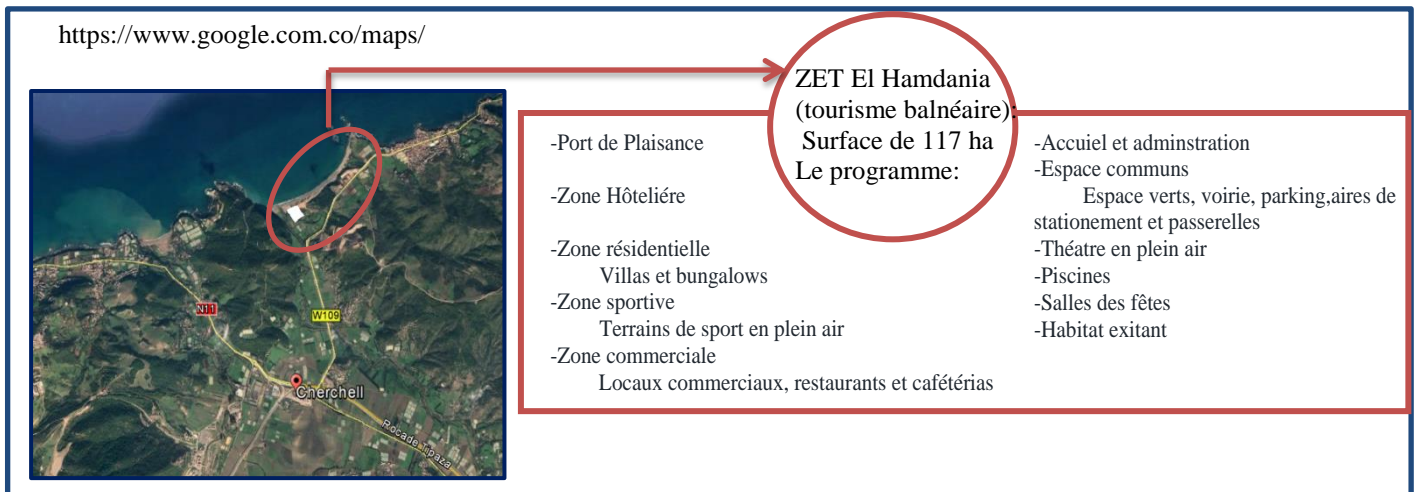 https://www.google.com.co/maps/
ZET El Hamdania
(tourisme balnéaire):
Surface de 117 ha
Le programme:
N11
W109
Cherchell
Rocade Tipaza
-Port de Plaisance
-Zone Hôteliére
-Zone résidentielle
Villas et bungalows
-Zone sportive
Terrains de sport en plein air
-Zone commerciale
Locaux commerciaux, restaurants et cafétérias
-Accuiel et adminstration
-Espace communs
Espace verts, voirie, parking,aires de
stationement et passerelles
-Théatre en plein air
-Piscines
-Salles des fêtes
-Habitat exitant